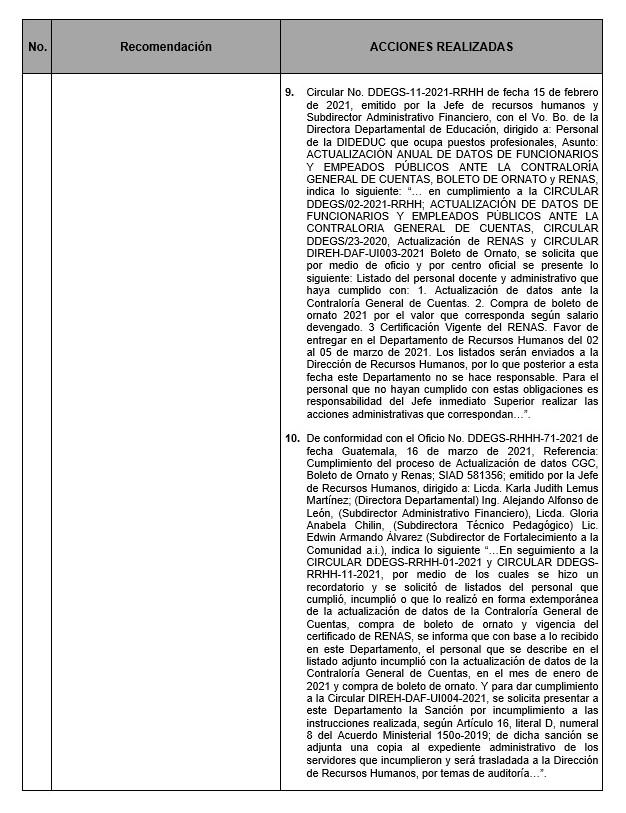 No. Recomendación ACCIONES REALIZADAS
9. Circular No. DDEGS-11-2021-RRHH de fecha 15 de febrero
de 2021, emitido por la Jefe de recursos humanos y
Subdirector Administrativo Financiero, con el Vo. Bo. de la
Directora Departamental de Educación, dirigido a: Personal
de la DIDEDUC que ocupa puestos profesionales, Asunto:
ACTUALIZACIÓN ANUAL DE DATOS DE FUNCIONARIOS
Y EMPEADOS PÚBLICOS ANTE LA CONTRALORÍA
GENERAL DE CUENTAS, BOLETO DE ORNATO y RENAS,
indica lo siguiente: “... en cumplimiento a la CIRCULAR
DDEGS/02-2021-RRHH; ACTUALIZACIÓN DE DATOS DE
FUNCIONARIOS Y EMPLEADOS PÚBLICOS ANTE LA
CONTRALORIA GENERAL DE CUENTAS, CIRCULAR
DDEGS/23-2020, Actualización de RENAS y CIRCULAR
DIREH-DAF-UI003-2021 Boleto de Ornato, se solicita que
por medio de oficio y por centro oficial se presente lo
siguiente: Listado del personal docente y administrativo que
haya cumplido con: 1. Actualización de datos ante la
Contraloría General de Cuentas. 2. Compra de boleto de
ornato 2021 por el valor que corresponda según salario
devengado. 3 Certificación Vigente del RENAS. Favor de
entregar en el Departamento de Recursos Humanos del 02
al 05 de marzo de 2021. Los listados serán enviados a la
Dirección de Recursos Humanos, por lo que posterior a esta
fecha este Departamento no se hace responsable. Para el
personal que no hayan cumplido con estas obligaciones es
responsabilidad del Jefe inmediato Superior realizar las
acciones administrativas que correspondan...”.
10. De conformidad con el Oficio No. DDEGS-RHHH-71-2021 de
fecha Guatemala, 16 de marzo de 2021, Referencia:
Cumplimiento del proceso de Actualización de datos CGC,
Boleto de Ornato y Renas; SIAD 581356; emitido por la Jefe
de Recursos Humanos, dirigido a: Licda. Karla Judith Lemus
Martínez; (Directora Departamental) Ing. Alejando Alfonso de
León, (Subdirector Administrativo Financiero), Licda. Gloria
Anabela Chilin, (Subdirectora Técnico Pedagógico) Lic.
Edwin Armando Álvarez (Subdirector de Fortalecimiento a la
Comunidad a.i.), indica lo siguiente “...En seguimiento a la
CIRCULAR DDEGS-RRHH-01-2021 y CIRCULAR DDEGS-
RRHH-11-2021, por medio de los cuales se hizo un
recordatorio y se solicitó de listados del personal que
cumplió, incumplió o que lo realizó en forma extemporánea
de la actualización de datos de la Contraloría General de
Cuentas, compra de boleto de ornato y vigencia del
certificado de RENAS, se informa que con base a lo recibido
en este Departamento, el personal que se describe en el
listado adjunto incumplió con la actualización de datos de la
Contraloría General de Cuentas, en el mes de enero de
2021 y compra de boleto de ornato. Y para dar cumplimiento
a la Circular DIREH-DAF-UI004-2021, se solicita presentar a
este Departamento la Sanción por incumplimiento a las
instrucciones realizada, según Artículo 16, literal D, numeral
8 del Acuerdo Ministerial 150o-2019; de dicha sanción se
adjunta una copia al expediente administrativo de los
servidores que incumplieron y será trasladada a la Dirección
de Recursos Humanos, por temas de auditoría...”.